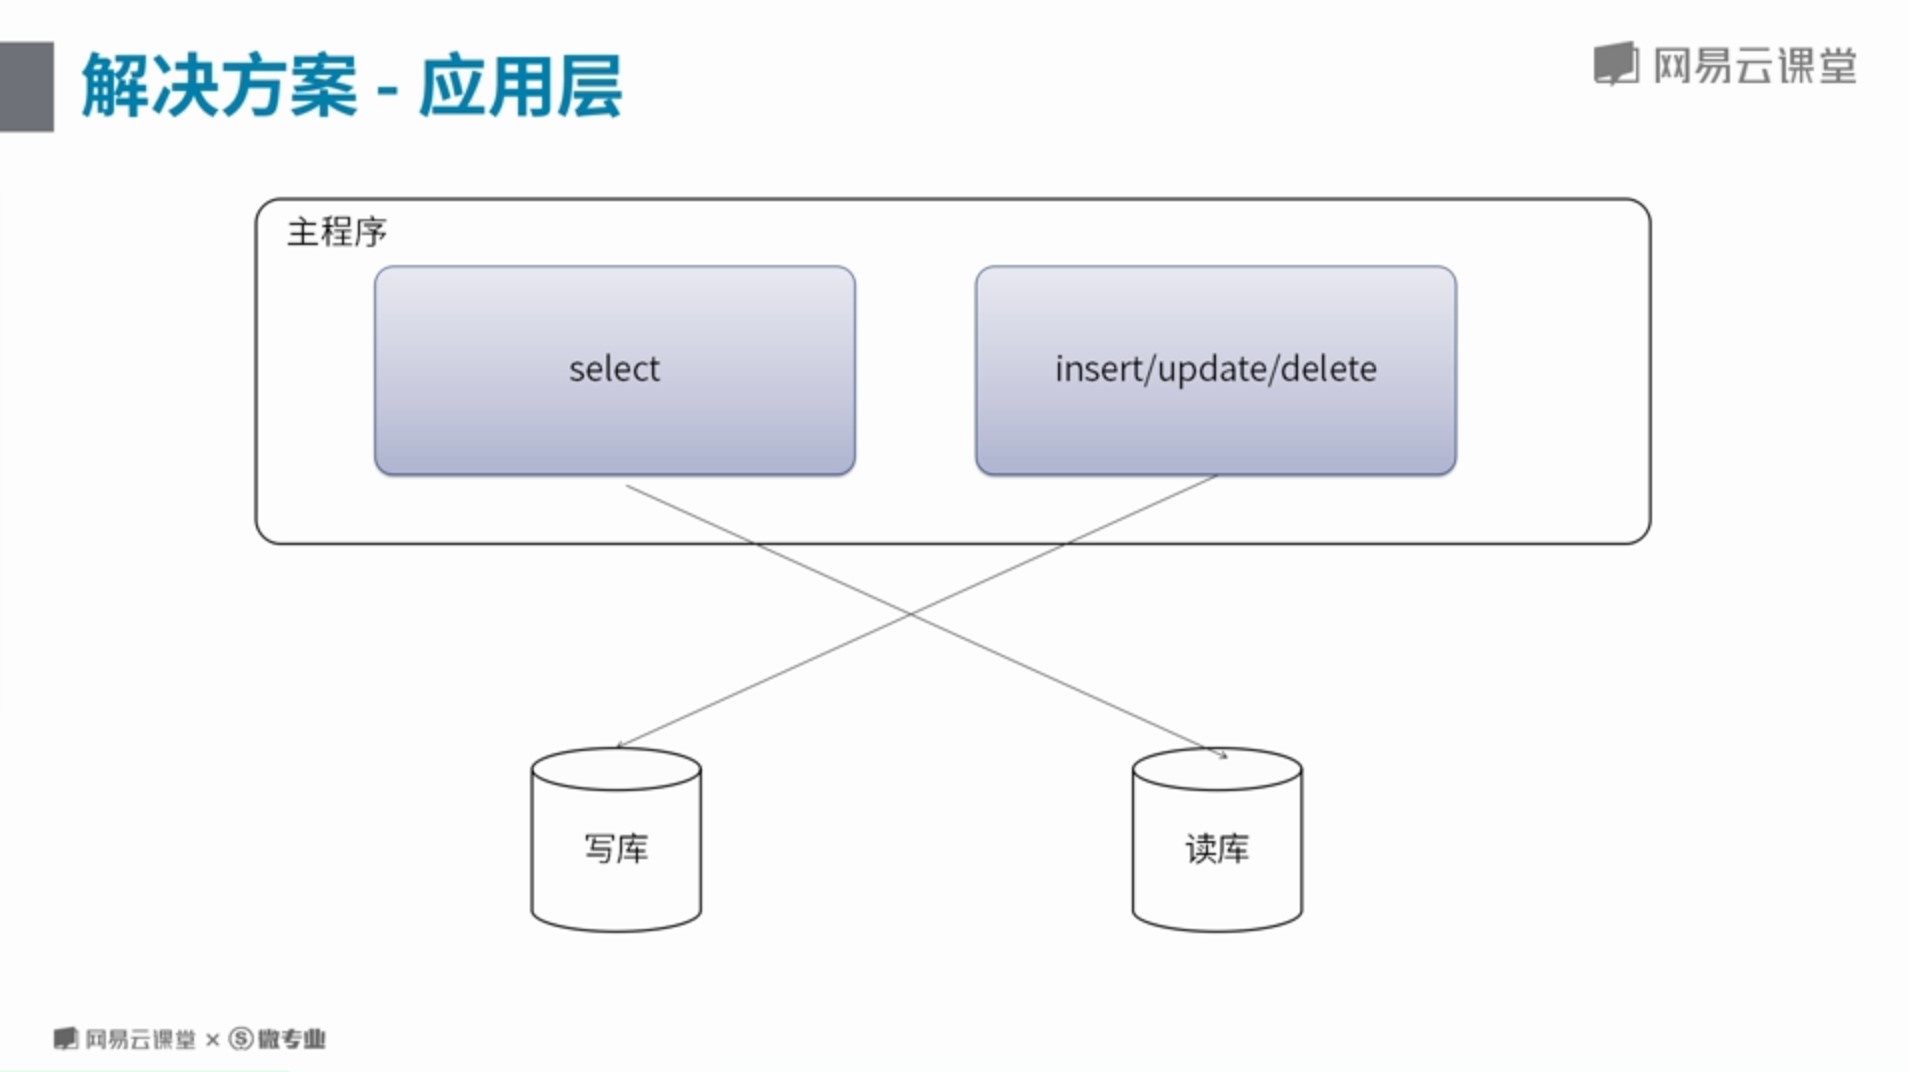 解决方案 - 应用层
网易云课堂
主程序
select
insert/update/delete
写库
读库
网易云课堂 × Ⓢ微专业